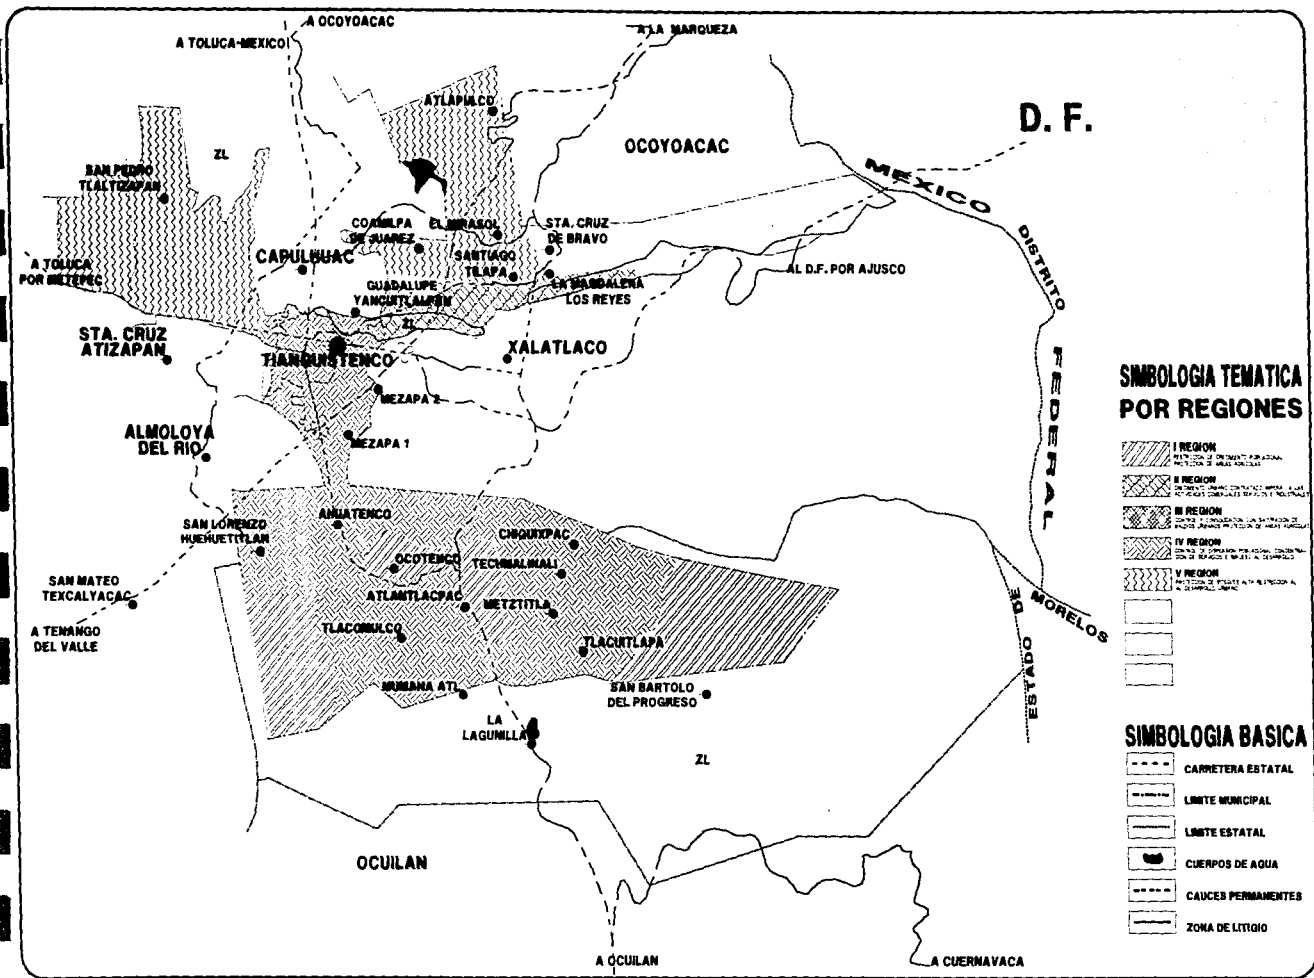 A OCOYOACAC
A TOLUCA-MEXICO
A LA MARQUEZA
ATLAPULCO
D. F.
OCOYOACAC
ZL
SAN PEDRO
TLALTIZAPAN
MEXICO
DISTRITO
FEDERAL
COAMILPA
DE JUAREZ
EL MIRASOL
STA. CRUZ
DE BRAVO
CAPULHUAC
SANTIAGO
TILAPA
A TOLUCA
POR METEPEC
AL D.F. POR AJUSCO
LA MAGDALENA
LOS REYES
GUADALUPE
YANCUITLALPAN
ZL
STA. CRUZ
ATIZAPAN
TIANGUISTENCO
XALATLACO
MEZAPA 2
ALMOLOYA
DEL RIO
MEZAPA 1
SAN LORENZO
HUEHUETITLAN
AHUATENCO
CHIQUIXPAC
OCOTENCO
TECHMALINALI
SAN MATEO
TEXCALYACAC
ATLANTLACPAC
METZTITLA
A TENANGO
DEL VALLE
TLACOMULCO
TLACUITLAPA
MORELOS
ESTADO
DE
MUMANA ATL
SAN BARTOLO
DEL PROGRESO
LA
LAGUNILLA
ZL
OCUILAN
A OCUILAN
A CUERNAVACA
SIMBOLOGIA TEMATICA
POR REGIONES
I REGION
II REGION
III REGION
IV REGION
V REGION
SIMBOLOGIA BASICA
CARRETERA ESTATAL
LIMITE MUNICIPAL
LIMITE ESTATAL
CUERPOS DE AGUA
CAUCES PERMANENTES
ZONA DE LITIGIO